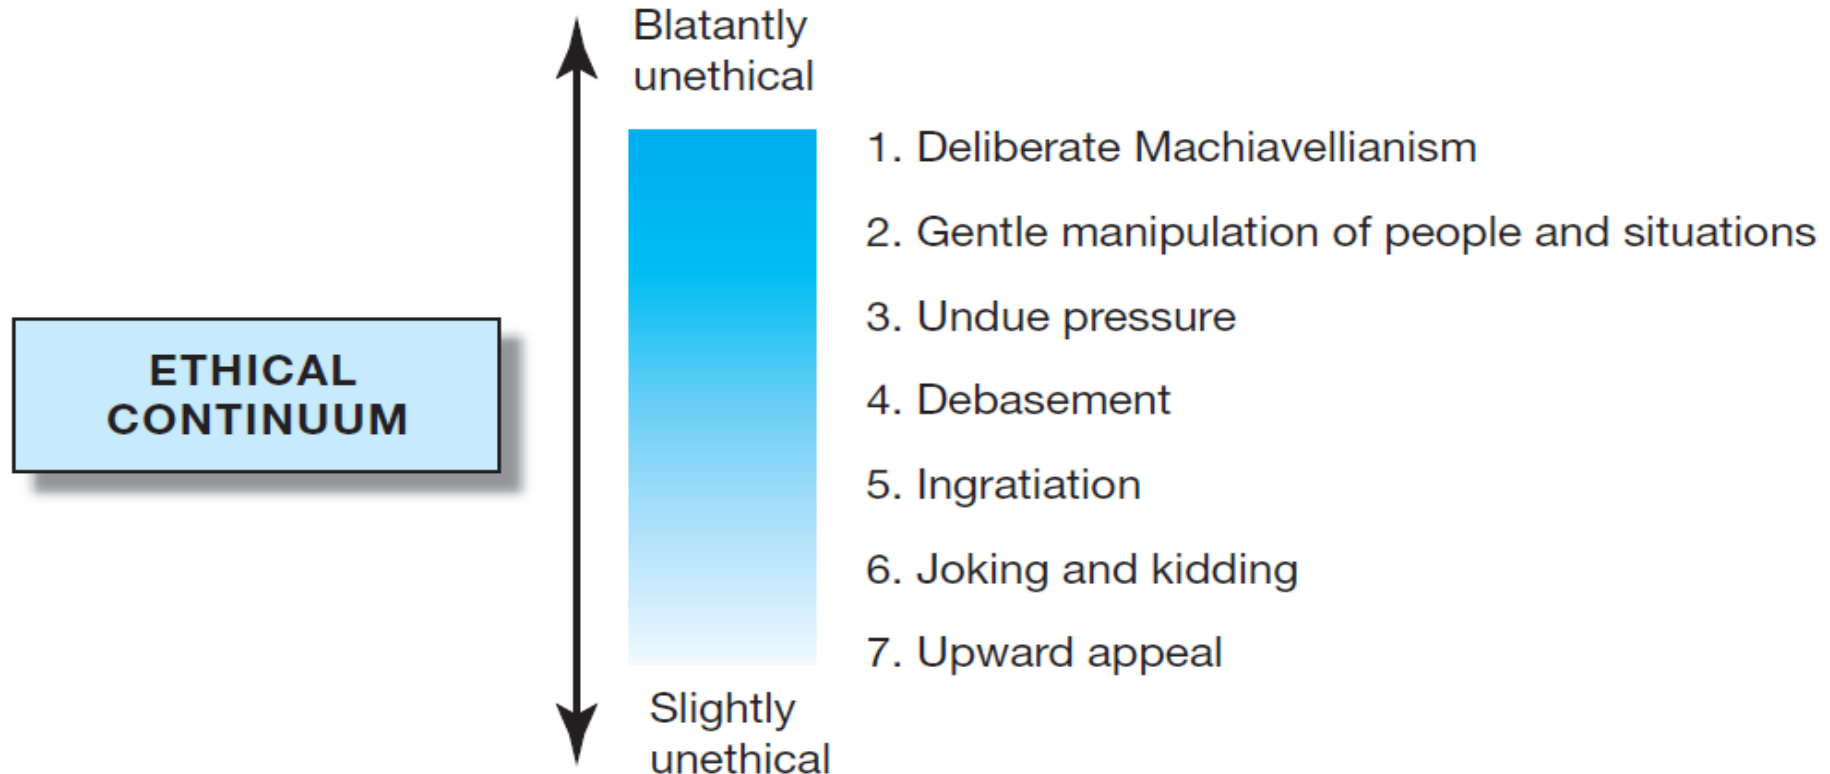 Blatantly
unethical
1. Deliberate Machiavellianism
2. Gentle manipulation of people and situations
3. Undue pressure
ETHICAL
CONTINUUM
4. Debasement
5. Ingratiation
6. Joking and kidding
7. Upward appeal
Slightly
unethical